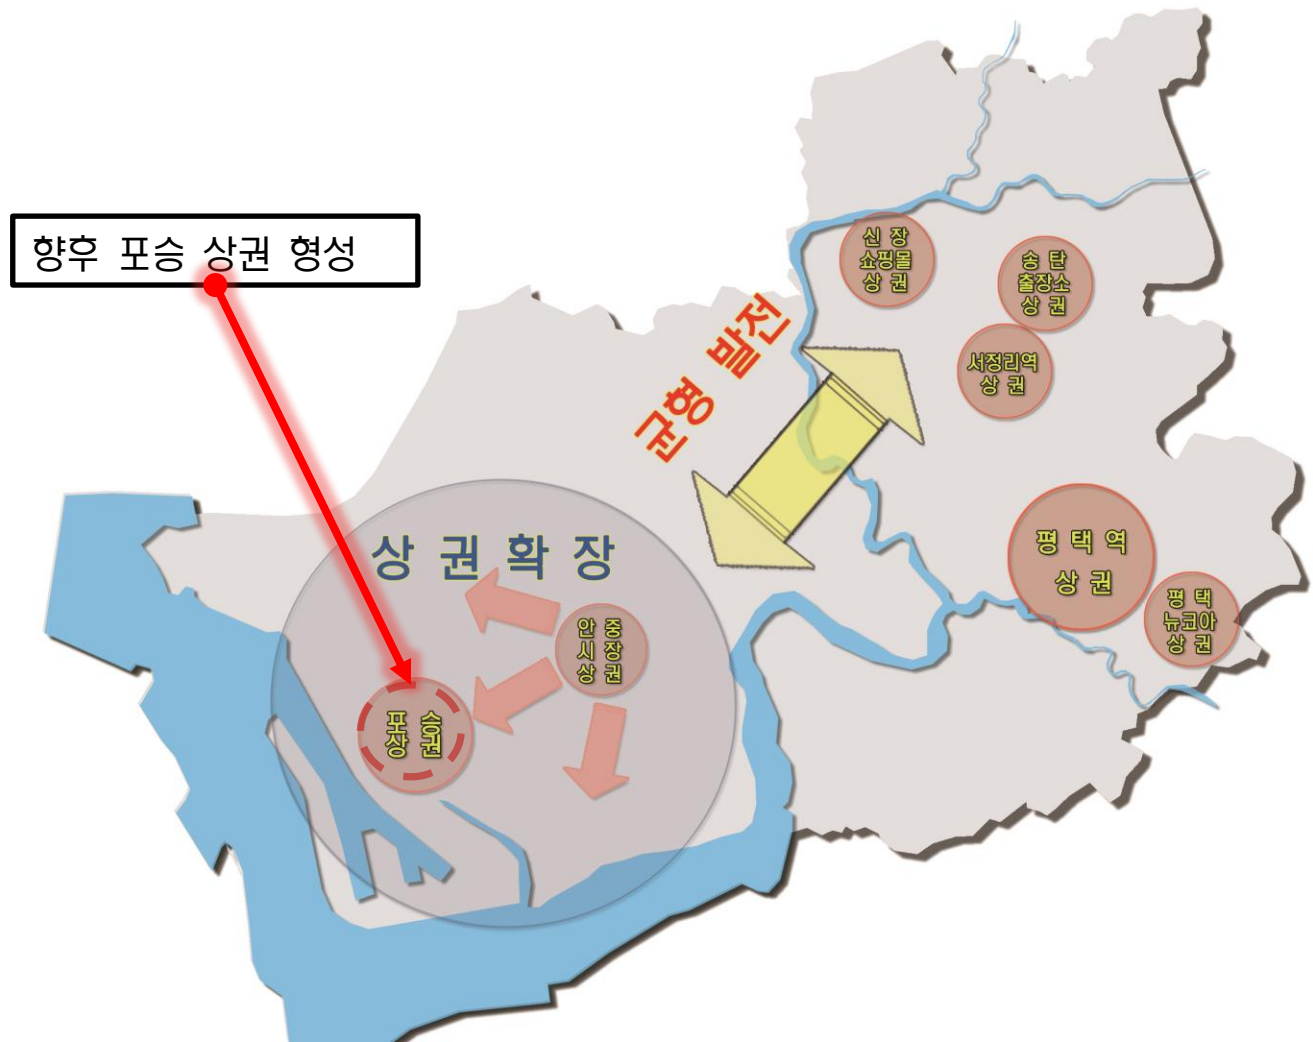 향후 포승 상권 형성
신 장
쇼핑몰
상 권
송 탄
출장소
상 권
서정리역
상 권
균형 발전
상 권 확 장
평 택 역
상 권
평 택
뉴코아
상 권
안 중
시 장
상 권
포 승
상 권